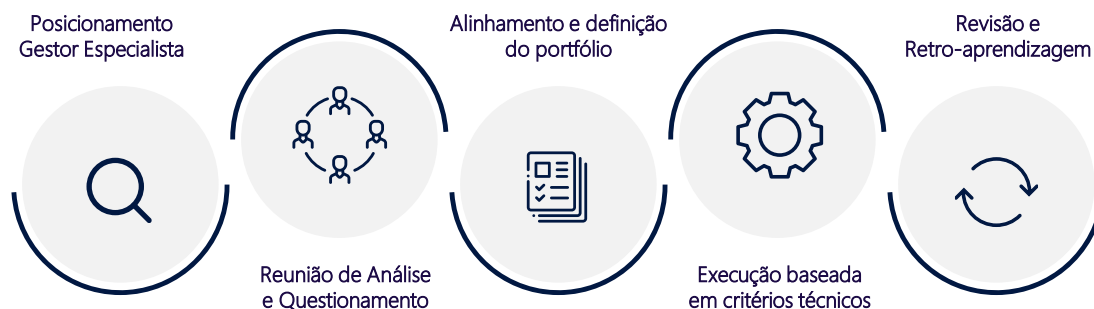 Posicionamento
Gestor Especialista
Reunião de Análise
e Questionamento
Alinhamento e definição
do portfólio
Execução baseada
em critérios técnicos
Revisão e
Retro-aprendizagem